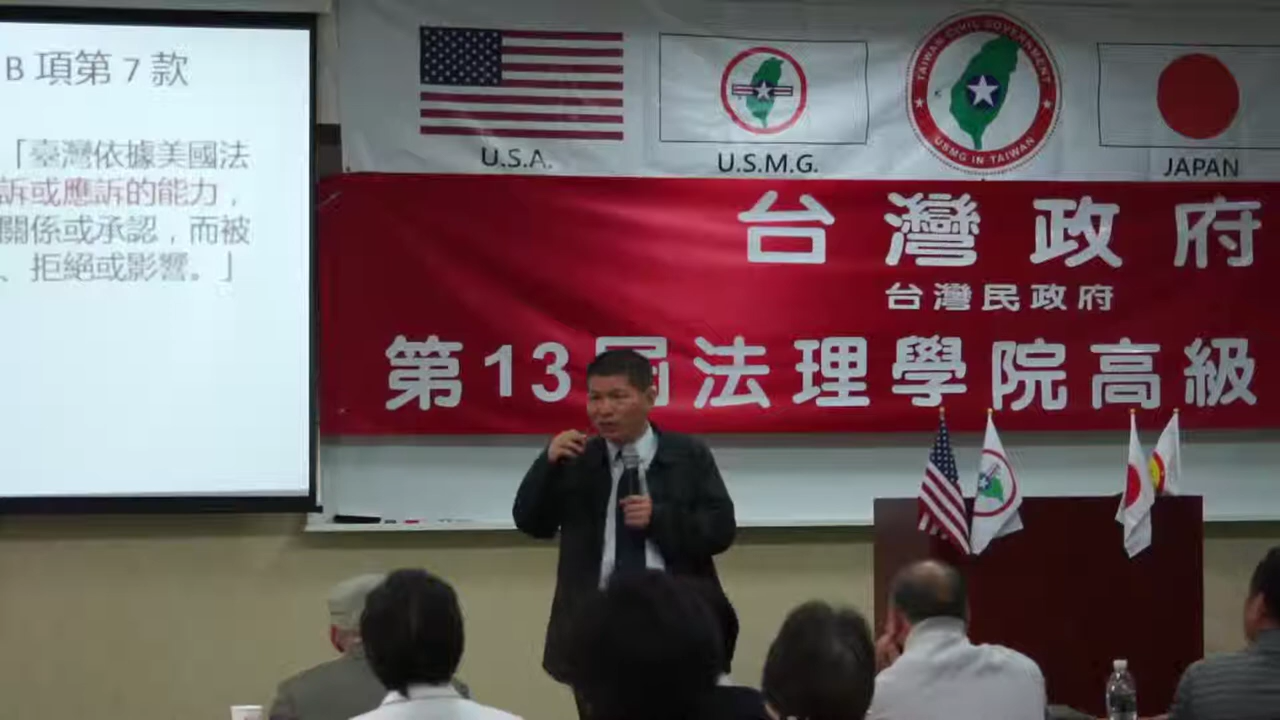 B 項第 7 款
「臺灣依據美國法
訴或應訴的能力，
關係或承認，而被
、拒絕或影響。」
U.S.A.
U.S.M.G.
TAIWAN CIVIL GOVERNMENT
USMG IN TAIWAN
JAPAN
台灣政府
台灣民政府
第13屆法理學院高級